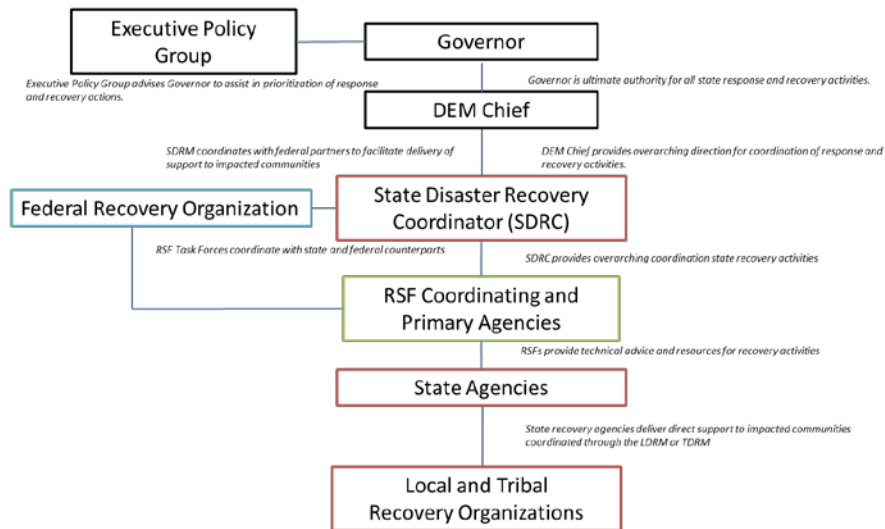 Executive Policy
Group
Governor
Executive Policy Group advises Governor to assist in prioritization of response
and recovery actions.
Governor is ultimate authority for all state response and recovery activities.
DEM Chief
SDRM coordinates with federal partners to facilitate delivery of
support to impacted communities
DEM Chief provides overarching direction for coordination of response and
recovery activities.
Federal Recovery Organization
State Disaster Recovery
Coordinator (SDRC)
RSF Task Forces coordinate with state and federal counterparts
SDRC provides overarching coordination state recovery activities
RSF Coordinating and
Primary Agencies
RSFs provide technical advice and resources for recovery activities
State Agencies
State recovery agencies deliver direct support to impacted communities
coordinated through the LDRM or TDRM
Local and Tribal
Recovery Organizations